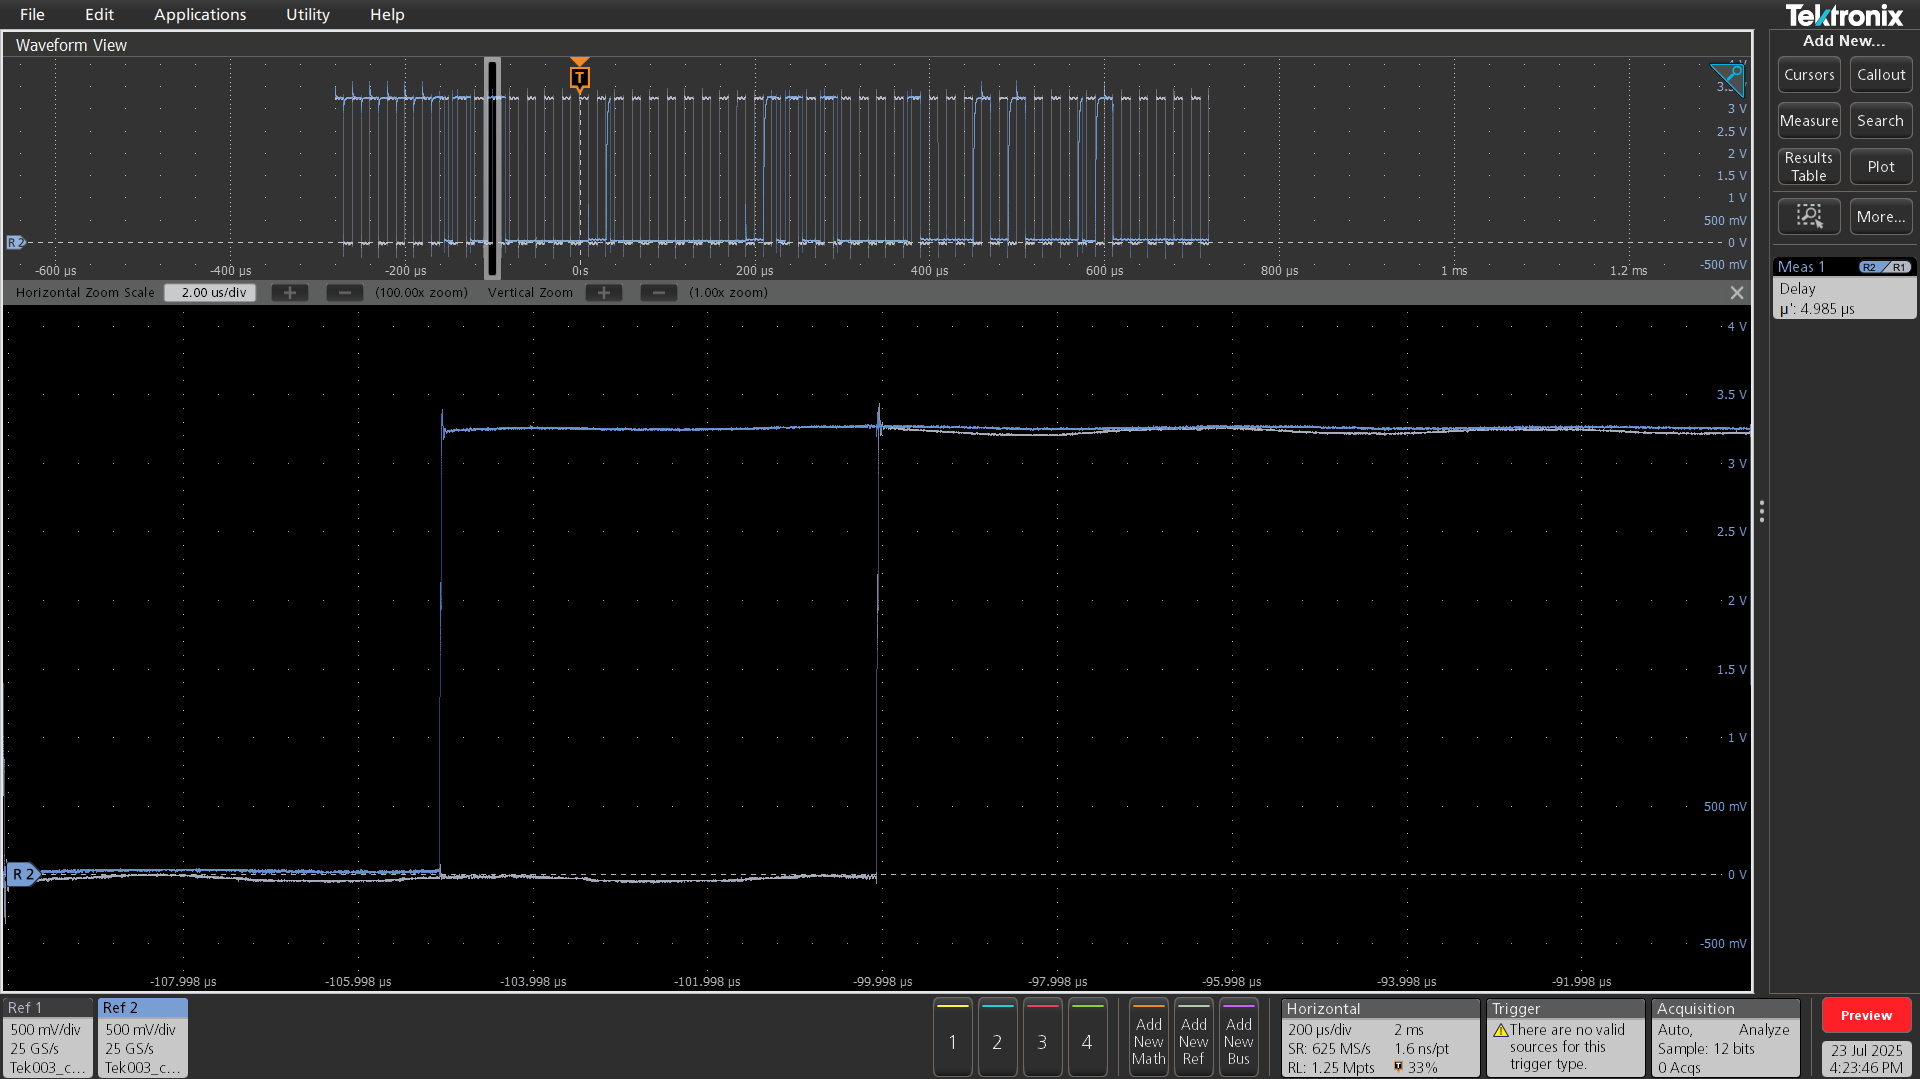 File Edit Applications Utility Help
Tektronix
Waveform View
Add New...
Cursors Callout
Measure Search
Results Table Plot
More...
T
3 V
2.5 V
2 V
1.5 V
1 V
500 mV
0 V
-500 mV
R 2
-600 µs -400 µs -200 µs 0s 200 µs 400 µs 600 µs 800 µs 1 ms 1.2 ms
Horizontal Zoom Scale 2.00 us/div + − (100.00x zoom) Vertical Zoom + − (1.00x zoom)
Meas 1 R2 R1
Delay
µ': 4.985 µs
4 V
3.5 V
3 V
2.5 V
2 V
1.5 V
1 V
500 mV
R 2
0 V
-500 mV
-107.998 µs -105.998 µs -103.998 µs -101.998 µs -99.998 µs -97.998 µs -95.998 µs -93.998 µs -91.998 µs
Ref 1
500 mV/div
25 GS/s
Tek003_c...
Ref 2
500 mV/div
25 GS/s
Tek003_c...
1 2 3 4
Add New Math
Add New Ref
Add New Bus
Horizontal
200 µs/div 2 ms
SR: 625 MS/s 1.6 ns/pt
RL: 1.25 Mpts 33%
Trigger
There are no valid
sources for this
trigger type.
Acquisition
Auto, Analyze
Sample: 12 bits
0 Acqs
Preview
23 Jul 2025
4:23:46 PM